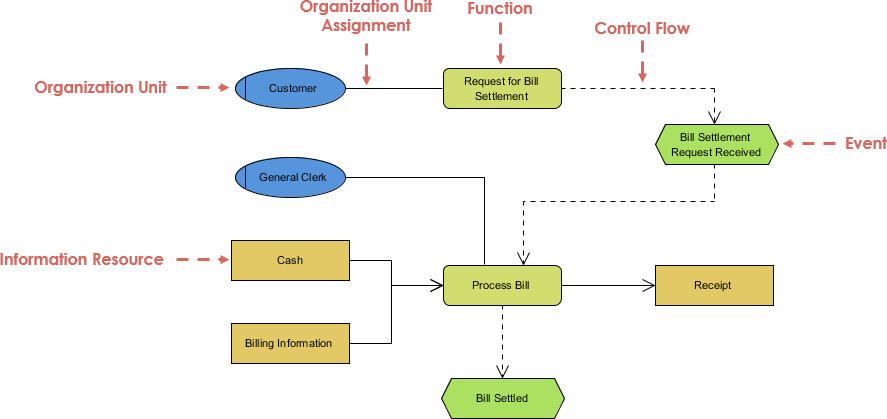 Organization Unit
Assignment
Function
Control Flow
Organization Unit
Customer
Request for Bill
Settlement
Bill Settlement
Request Received
Event
General Clerk
Information Resource
Cash
Process Bill
Receipt
Billing Information
Bill Settled